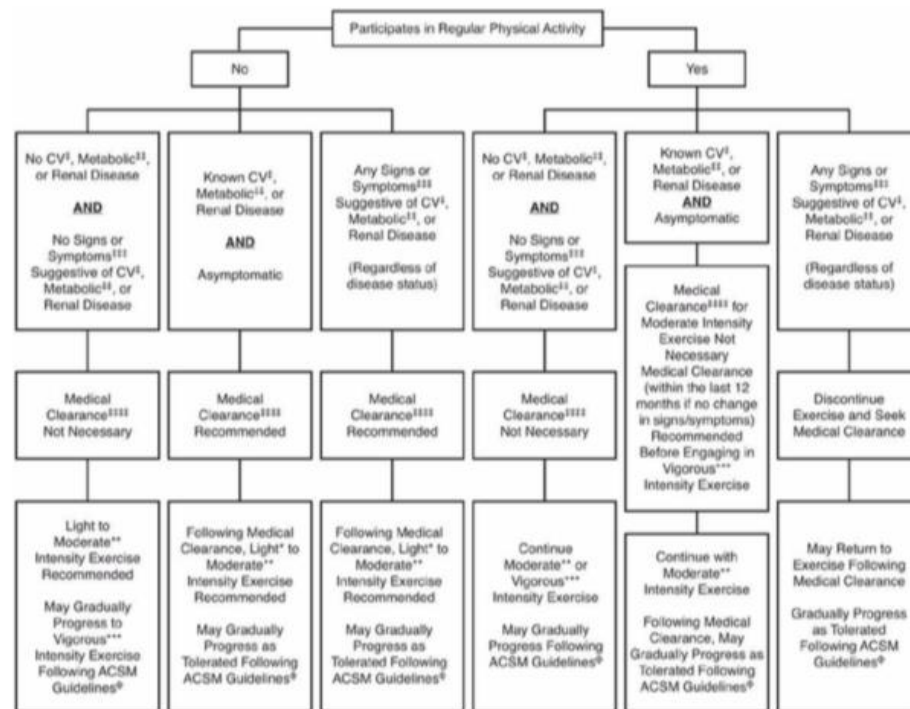 Participates in Regular Physical Activity
No
Yes
No CV‡, Metabolic‡‡,
or Renal Disease
AND
No Signs or
Symptoms‡‡‡
Suggestive of CV‡,
Metabolic‡‡, or
Renal Disease
Known CV‡,
Metabolic‡‡, or
Renal Disease
AND
Asymptomatic
Any Signs or
Symptoms‡‡‡
Suggestive of CV‡,
Metabolic‡‡, or
Renal Disease
(Regardless of
disease status)
No CV‡, Metabolic‡‡,
or Renal Disease
AND
No Signs or
Symptoms‡‡‡
Suggestive of CV‡,
Metabolic‡‡, or
Renal Disease
Known CV‡,
Metabolic‡‡, or
Renal Disease
AND
Asymptomatic
Any Signs or
Symptoms‡‡‡
Suggestive of CV‡,
Metabolic‡‡, or
Renal Disease
(Regardless of
disease status)
Medical
Clearance‡‡‡‡
Not Necessary
Medical
Clearance‡‡‡‡
Recommended
Medical
Clearance‡‡‡‡
Recommended
Medical
Clearance‡‡‡‡
Not Necessary
Medical
Clearance‡‡‡‡ for
Moderate Intensity
Exercise Not
Necessary
Medical Clearance
(within the last 12
months if no change
in signs/symptoms)
Recommended
Before Engaging in
Vigorous***
Intensity Exercise
Discontinue
Exercise and Seek
Medical Clearance
Light to
Moderate**
Intensity Exercise
Recommended
May Gradually
Progress to
Vigorous***
Intensity Exercise
Following ACSM
Guidelines⌽
Following Medical
Clearance, Light* to
Moderate**
Intensity Exercise
Recommended
May Gradually
Progress as
Tolerated Following
ACSM Guidelines⌽
Following Medical
Clearance, Light* to
Moderate**
Intensity Exercise
Recommended
May Gradually
Progress as
Tolerated Following
ACSM Guidelines⌽
Continue
Moderate** or
Vigorous***
Intensity Exercise
May Gradually
Progress Following
ACSM Guidelines⌽
Continue with
Moderate**
Intensity Exercise
Following Medical
Clearance, May
Gradually Progress as
Tolerated Following
ACSM Guidelines⌽
May Return to
Exercise Following
Medical Clearance
Gradually Progress
as Tolerated
Following ACSM
Guidelines⌽